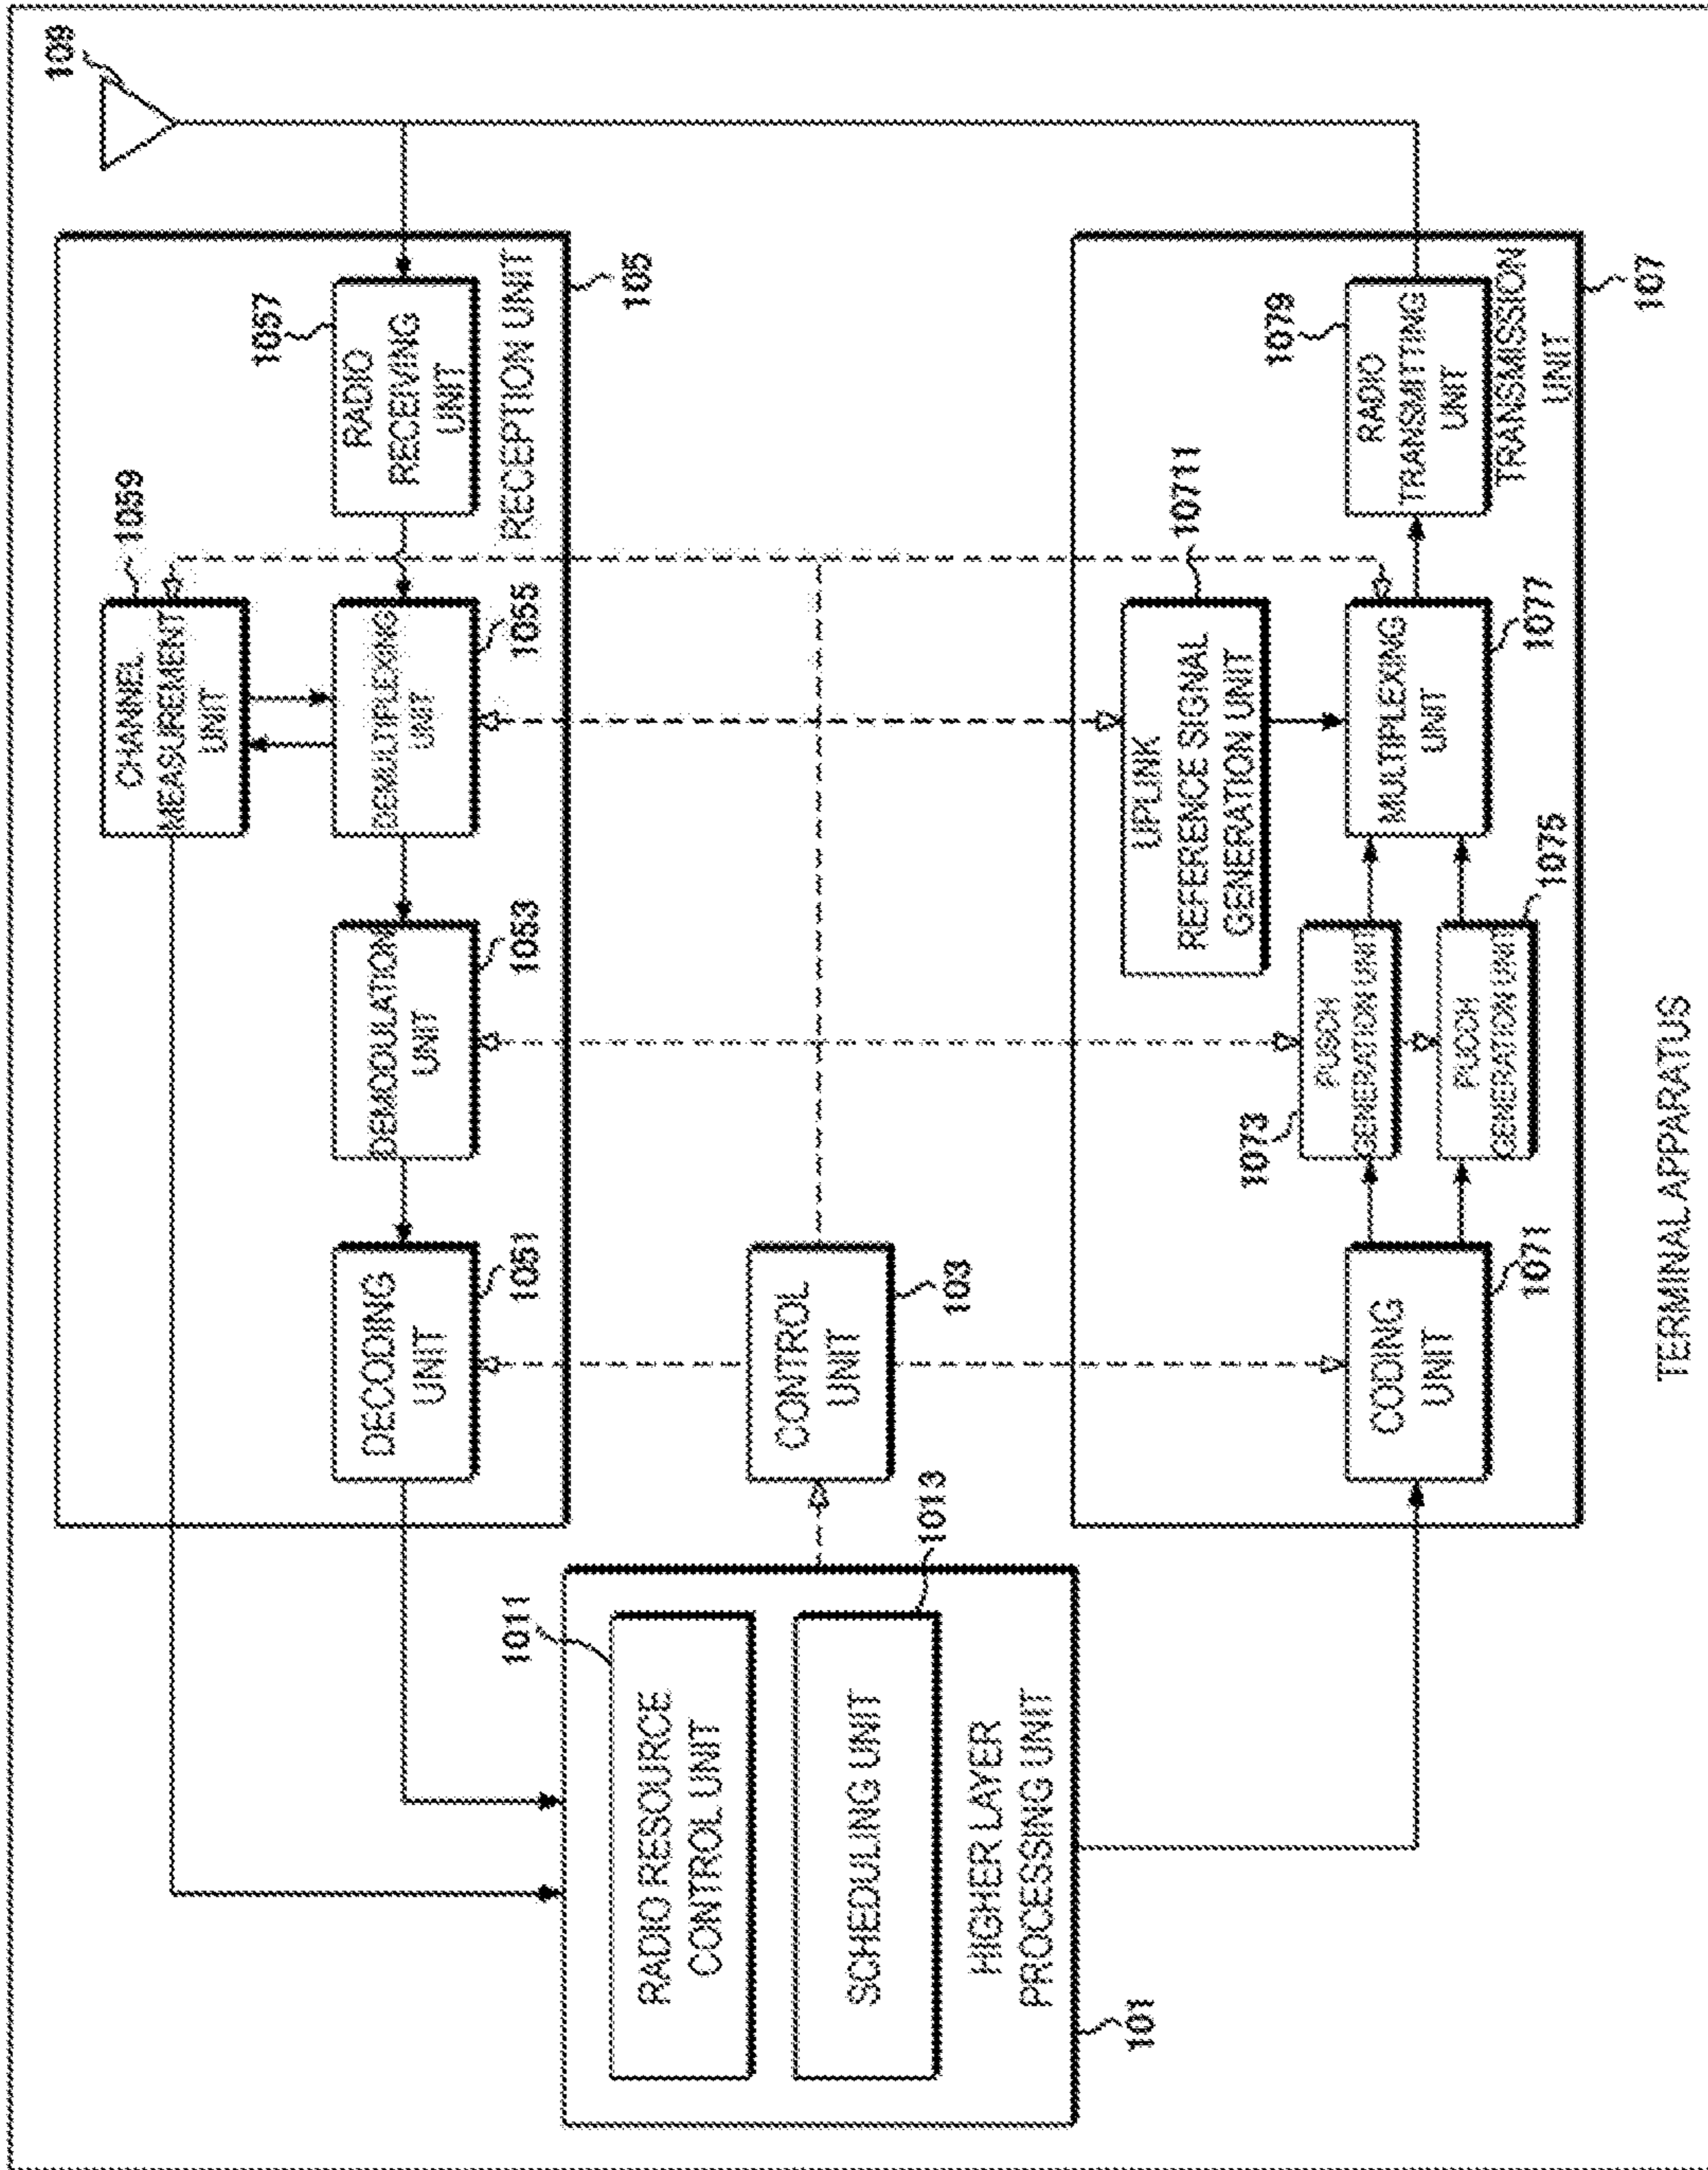 109
1059
CHANNEL
MEASUREMENT
UNIT
1057
RADIO
RECEIVING
UNIT
DECODING
UNIT
1051
DEMODULATION
UNIT
1053
DEMULTIPLEXING
UNIT
1055
RECEPTION UNIT
105
1011
RADIO RESOURCE
CONTROL UNIT
1013
SCHEDULING UNIT
HIGHER LAYER
PROCESSING UNIT
101
CONTROL
UNIT
103
10711
UPLINK
REFERENCE SIGNAL
GENERATION UNIT
1073
PUSCH
GENERATION UNIT
PUCCH
GENERATION UNIT
1075
CODING
UNIT
1071
MULTIPLEXING
UNIT
1077
1079
RADIO
TRANSMITTING
UNIT
TRANSMISSION
UNIT
107
TERMINAL APPARATUS